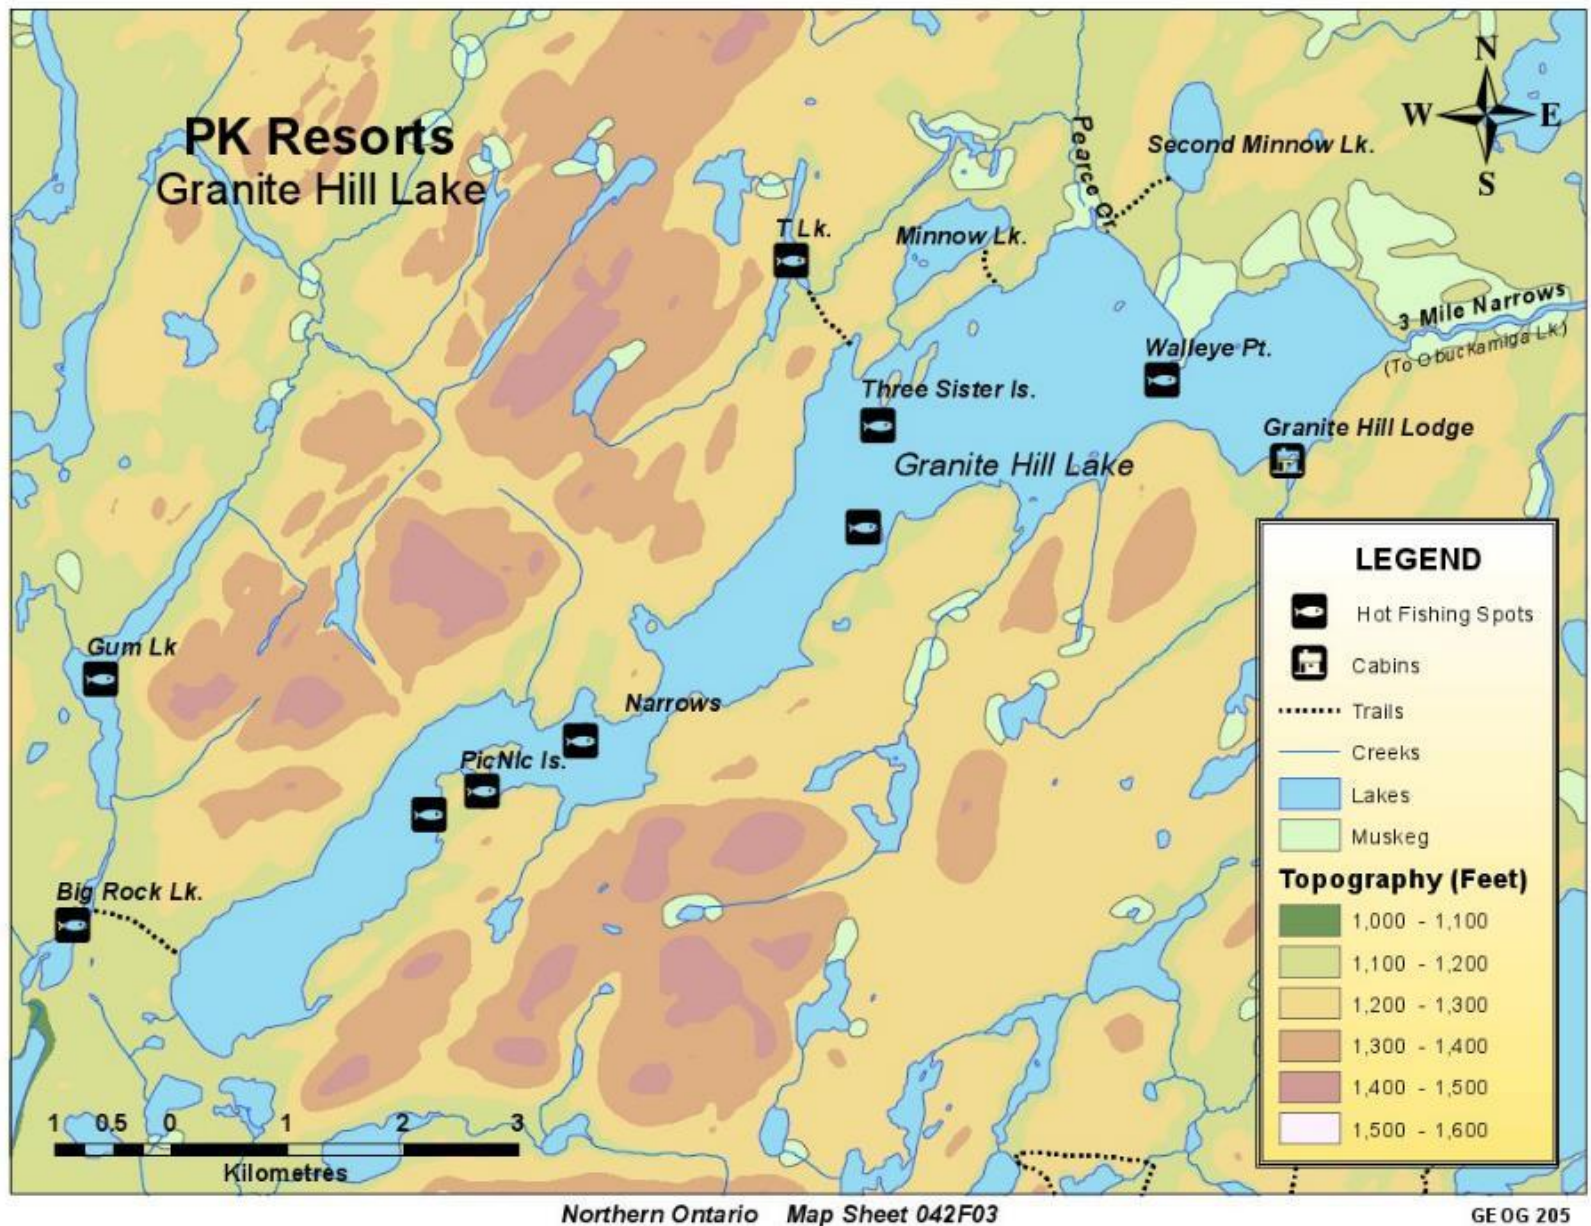 PK Resorts
Granite Hill Lake
N
W E
S
Pearce Cr.
Second Minnow Lk.
T Lk.
Minnow Lk.
3 Mile Narrows
(To Obuckamiga Lk.)
Walleye Pt.
Three Sister Is.
Granite Hill Lodge
Granite Hill Lake
Gum Lk
Narrows
PicNIc Is.
Big Rock Lk.
LEGEND
Hot Fishing Spots
Cabins
Trails
Creeks
Lakes
Muskeg
Topography (Feet)
1,000 - 1,100
1,100 - 1,200
1,200 - 1,300
1,300 - 1,400
1,400 - 1,500
1,500 - 1,600
1 0.5 0 1 2 3
Kilometres
Northern Ontario Map Sheet 042F03
GEOG 205